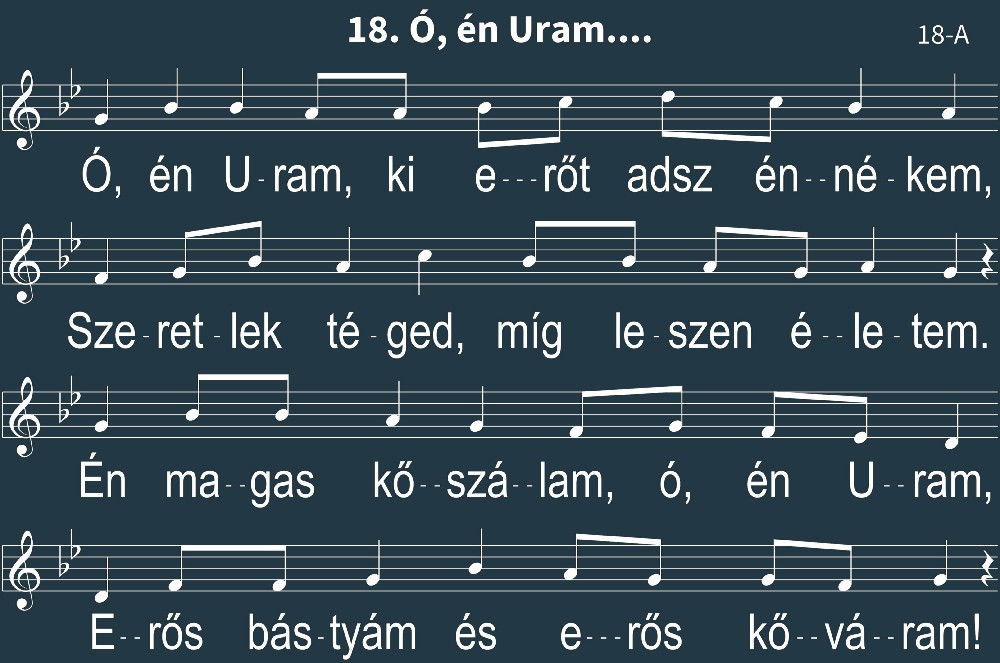 18. Ó, én Uram....
18-A
Ó, én U-ram, ki e---rőt adsz én--né-kem,
Sze-ret-lek té-ged, míg le-szen é--le-tem.
Én ma--gas kő--szá--lam, ó, én U--ram,
E--rős bás-tyám és e---rős kő--vá--ram!